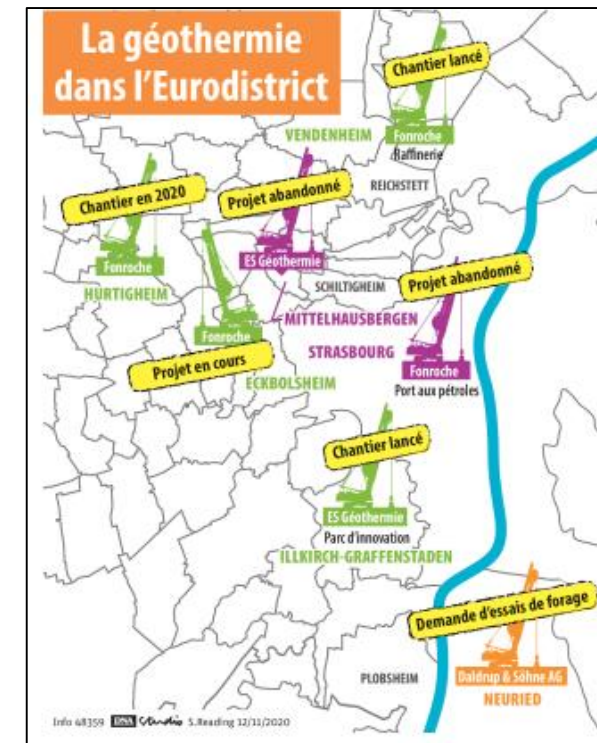 La géothermie
dans l'Eurodistrict
Chantier lancé
Fonroche
Raffinerie
VENDENHEIM
REICHSTETT
Chantier en 2020
Fonroche
HURTIGHEIM
Projet abandonné
ES Géothermie
SCHILTIGHEIM
MITTELHAUSBERGEN
Projet abandonné
STRASBOURG
Fonroche
Port aux pétroles
Fonroche
Projet en cours
ECKBOLSHEIM
Chantier lancé
ES Géothermie
Parc d'innovation
ILLKIRCH-GRAFFENSTADEN
Demande d'essais de forage
PLOBSHEIM
Daldrup & Söhne AG
NEURIED
Info 48359 DNA Studio S.Reading 12/11/2020